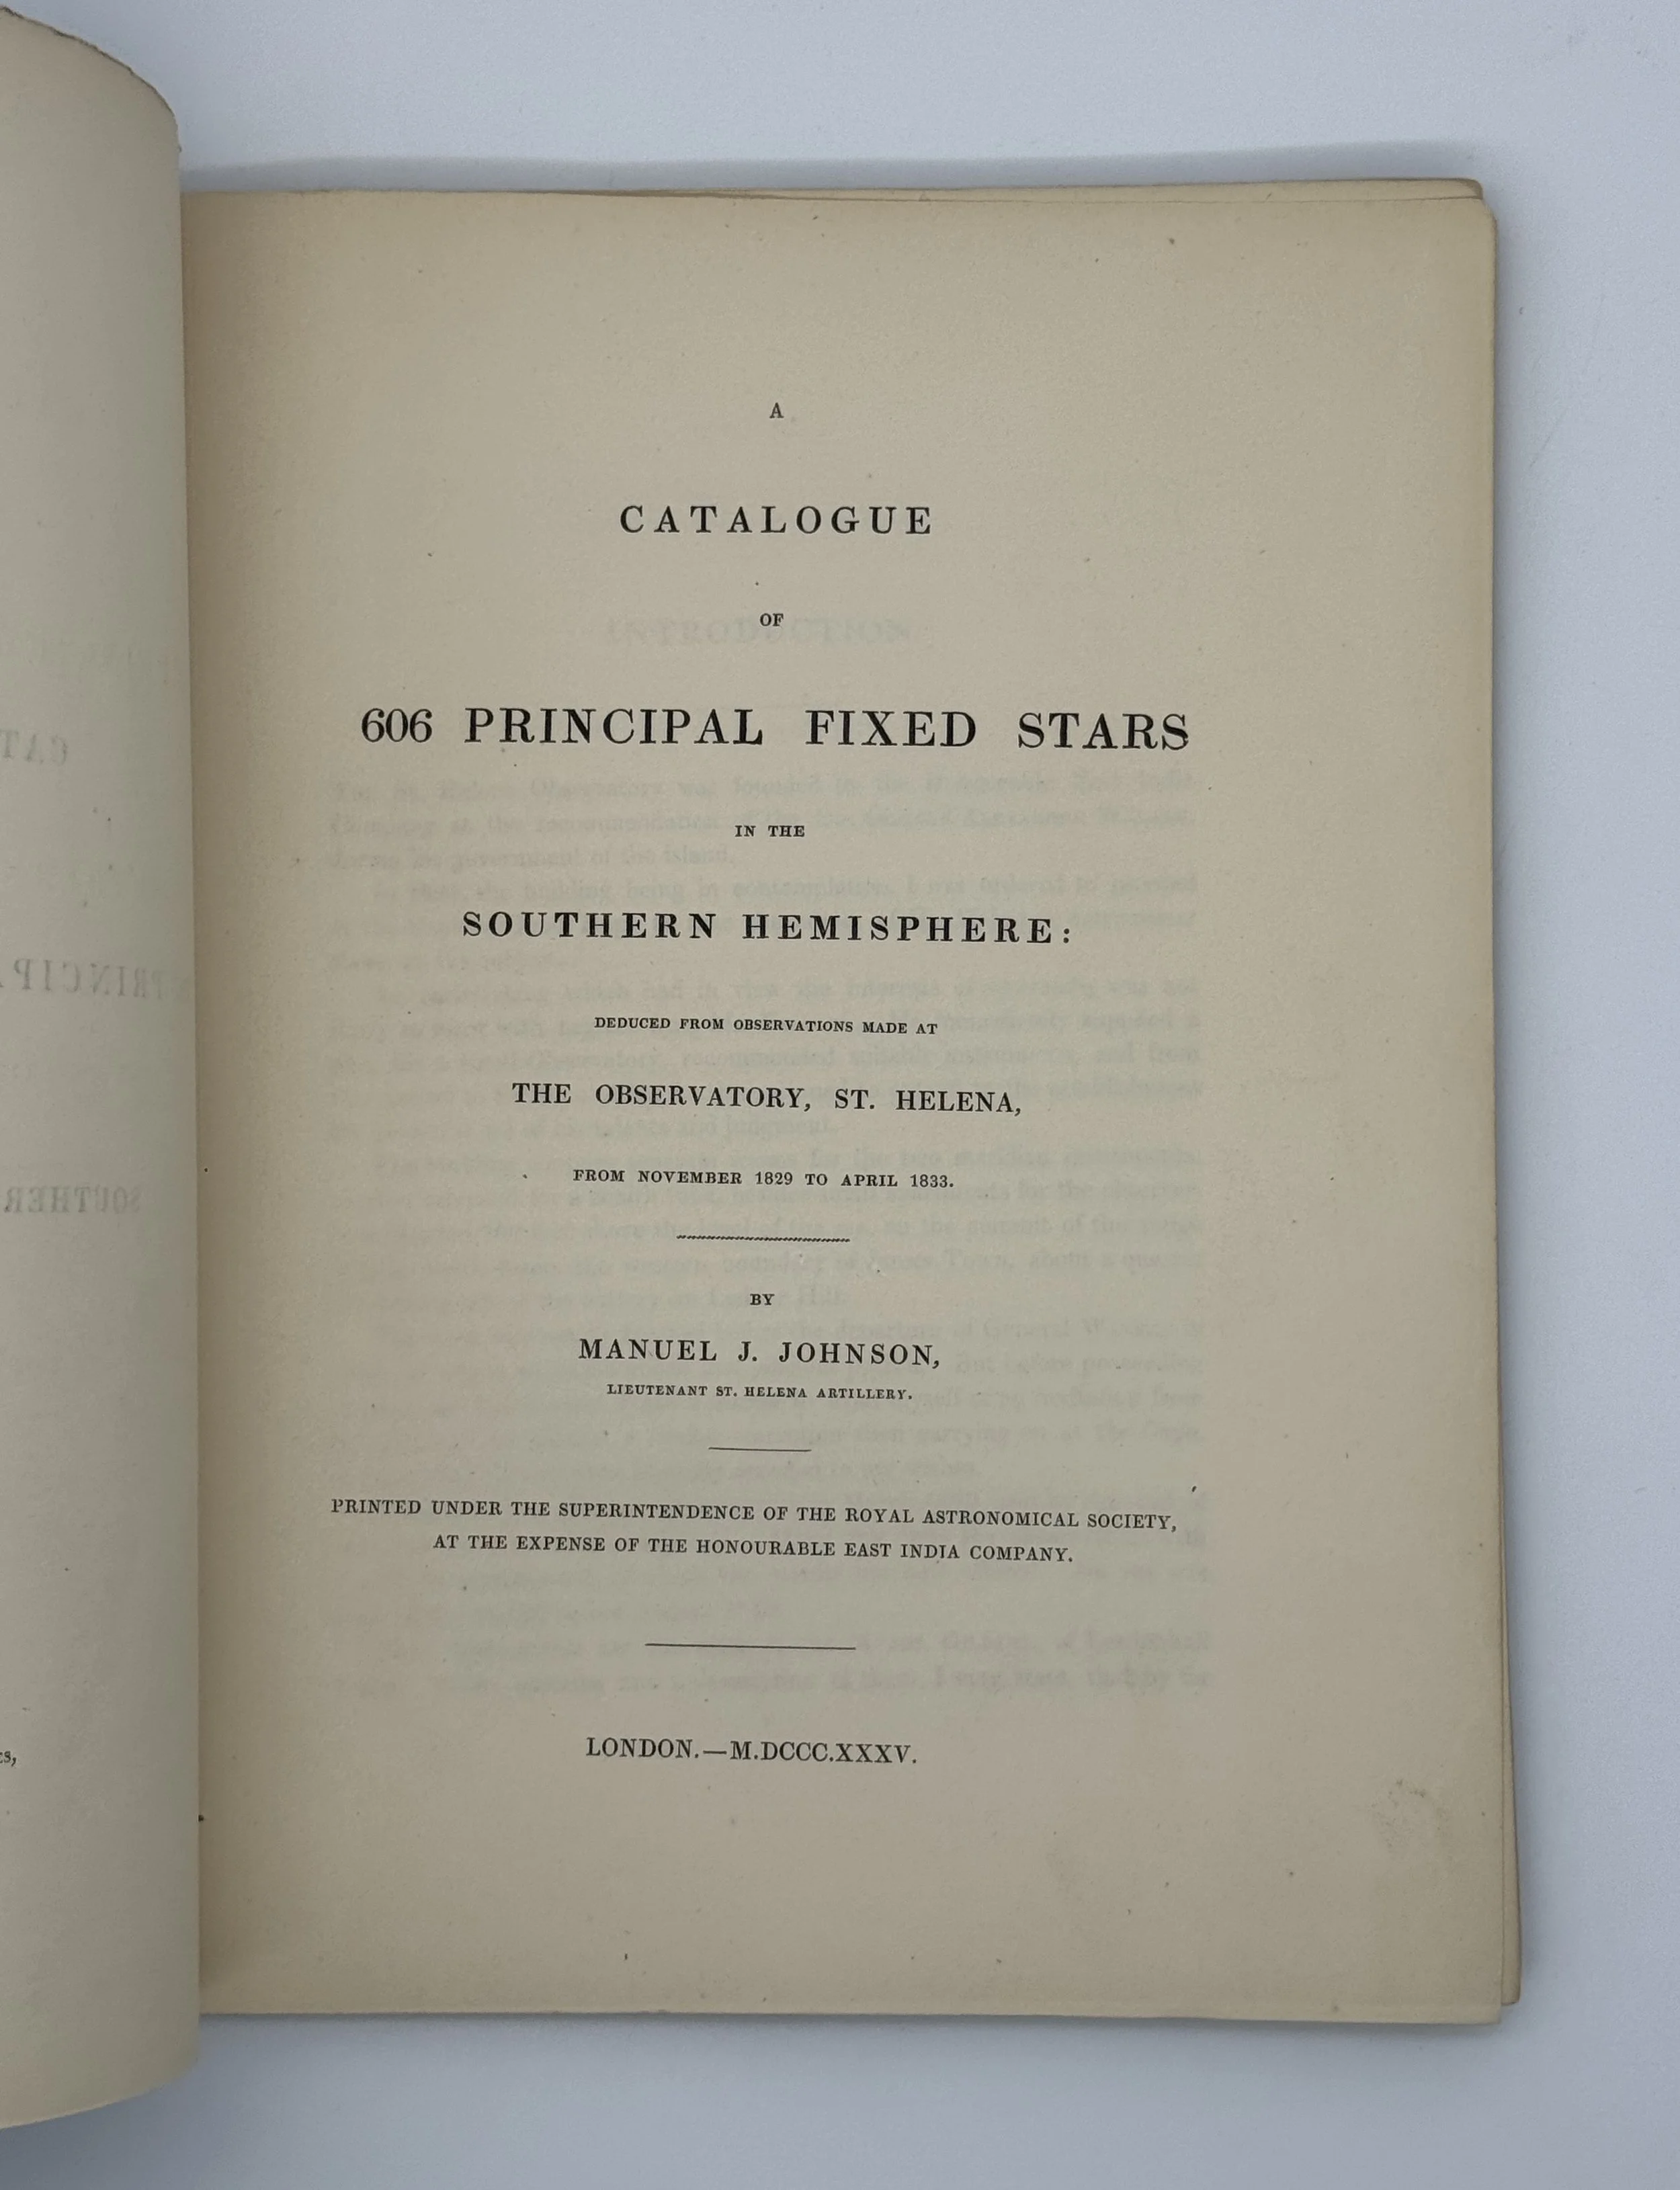 A
CATALOGUE
OF
606 PRINCIPAL FIXED STARS
IN THE
SOUTHERN HEMISPHERE:
DEDUCED FROM OBSERVATIONS MADE AT
THE OBSERVATORY, ST. HELENA,
FROM NOVEMBER 1829 TO APRIL 1833.
BY
MANUEL J. JOHNSON,
LIEUTENANT ST. HELENA ARTILLERY.
PRINTED UNDER THE SUPERINTENDENCE OF THE ROYAL ASTRONOMICAL SOCIETY,
AT THE EXPENSE OF THE HONOURABLE EAST INDIA COMPANY.
LONDON.—M.DCCC.XXXV.